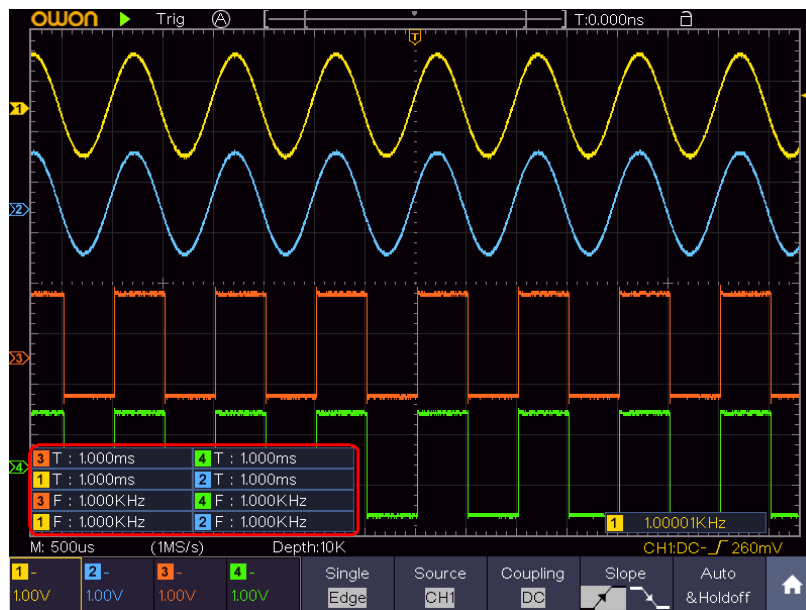 OWON Trig A T:0.000ns
T
1
2
3
4
3 T : 1.000ms 4 T : 1.000ms
1 T : 1.000ms 2 T : 1.000ms
3 F : 1.000KHz 4 F : 1.000KHz
1 F : 1.000KHz 2 F : 1.000KHz
1 1.00001KHz
M: 500us (1MS/s) Depth:10K CH1:DC- 260mV
1 - 2 - 3 - 4 - Single Source Coupling Slope Auto
1.00V 1.00V 1.00V 1.00V Edge CH1 DC &Holdoff